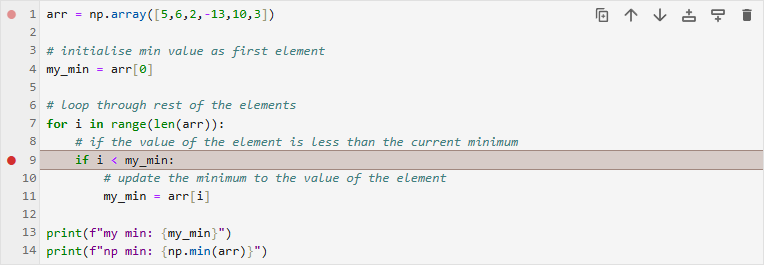 1 arr = np.array([5,6,2,-13,10,3])
2
3 # initialise min value as first element
4 my_min = arr[0]
5
6 # loop through rest of the elements
7 for i in range(len(arr)):
8     # if the value of the element is less than the current minimum
9     if i < my_min:
10         # update the minimum to the value of the element
11         my_min = arr[i]
12
13 print(f"my min: {my_min}")
14 print(f"np min: {np.min(arr)}")